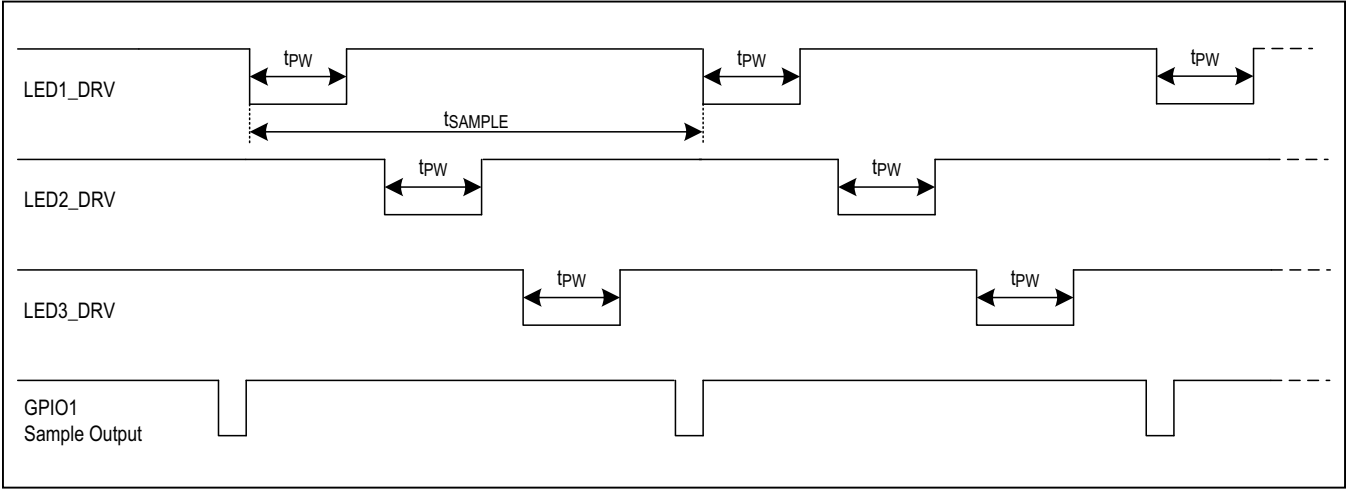 tPW tPW tPW
LED1_DRV
tSAMPLE
tPW tPW
LED2_DRV
tPW tPW
LED3_DRV
GPIO1
Sample Output